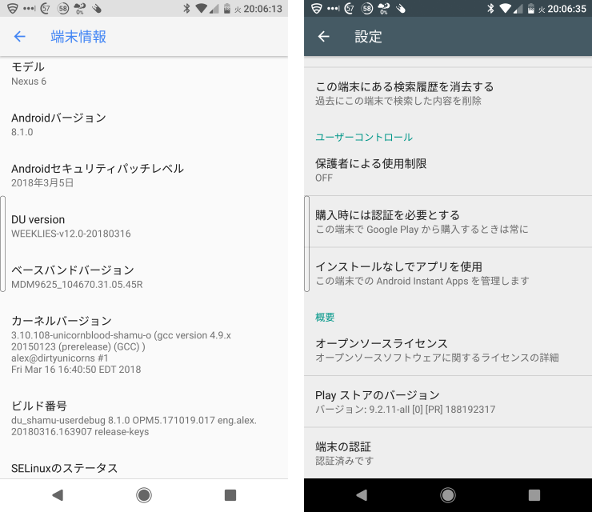 57 58 火 20:06:13
端末情報
モデル
Nexus 6
Androidバージョン
8.1.0
Androidセキュリティパッチレベル
2018年3月5日
DU version
WEEKLIES-v12.0-20180316
ベースバンドバージョン
MDM9625_104670.31.05.45R
カーネルバージョン
3.10.108-unicornblood-shamu-o (gcc version 4.9.x
20150123 (prerelease) (GCC) )
alex@dirtyunicorns #1
Fri Mar 16 16:40:50 EDT 2018
ビルド番号
du_shamu-userdebug 8.1.0 OPM5.171019.017 eng.alex.
20180316.163907 release-keys
SELinuxのステータス
57 58 火 20:06:35
設定
この端末にある検索履歴を消去する
過去にこの端末で検索した内容を削除
ユーザーコントロール
保護者による使用制限
OFF
購入時には認証を必要とする
この端末で Google Play から購入するときは常に
インストールなしでアプリを使用
この端末での Android Instant Apps を管理します
概要
オープンソースライセンス
オープンソースソフトウェアに関するライセンスの詳細
Play ストアのバージョン
バージョン: 9.2.11-all [0] [PR] 188192317
端末の認証
認証済みです